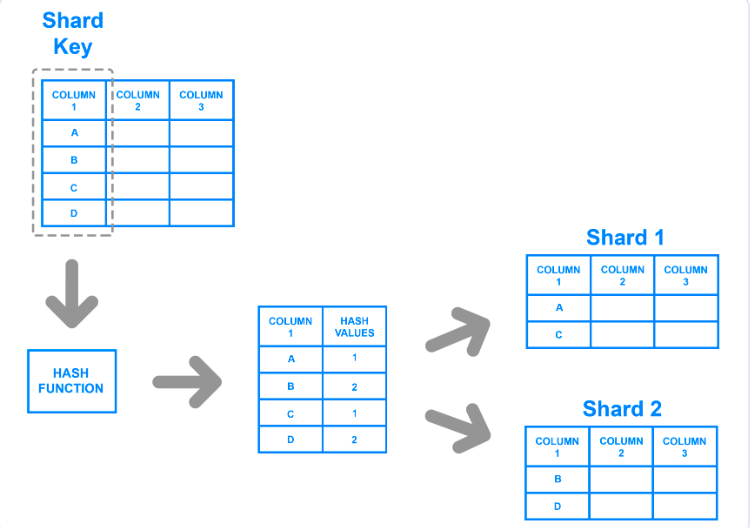 Shard
Key
COLUMN COLUMN COLUMN
1 2 3
A
B
C
D
HASH
FUNCTION
COLUMN HASH
1 VALUES
A 1
B 2
C 1
D 2
Shard 1
COLUMN COLUMN COLUMN
1 2 3
A
C
Shard 2
COLUMN COLUMN COLUMN
1 2 3
B
D